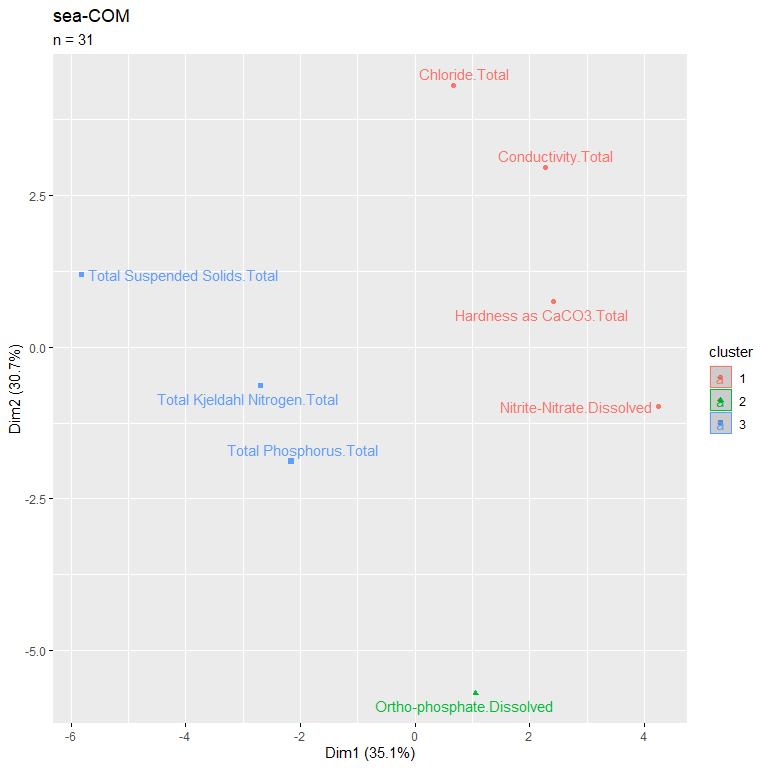 sea-COM
n = 31
Chloride.Total
Conductivity.Total
2.5
Total Suspended Solids.Total
Hardness as CaCO3.Total
0.0
cluster
1
2
3
Total Kjeldahl Nitrogen.Total
Nitrite-Nitrate.Dissolved
Dim2 (30.7%)
Total Phosphorus.Total
-2.5
-5.0
Ortho-phosphate.Dissolved
-6
-4
-2
0
2
4
Dim1 (35.1%)